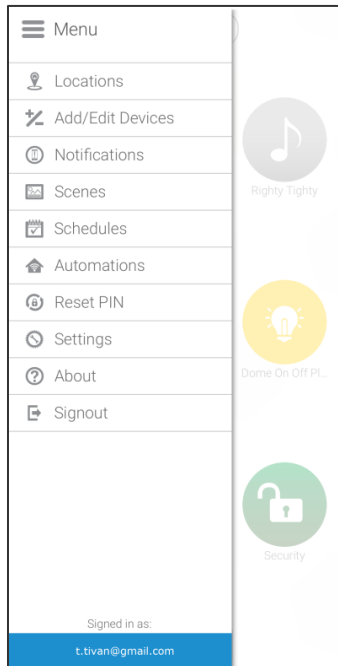 Menu
Locations
Add/Edit Devices
Notifications
Scenes
Schedules
Automations
Reset PIN
Settings
About
Signout
Righty Tighty
Dome On Off Pl...
Security
Signed in as:
t.tivan@gmail.com